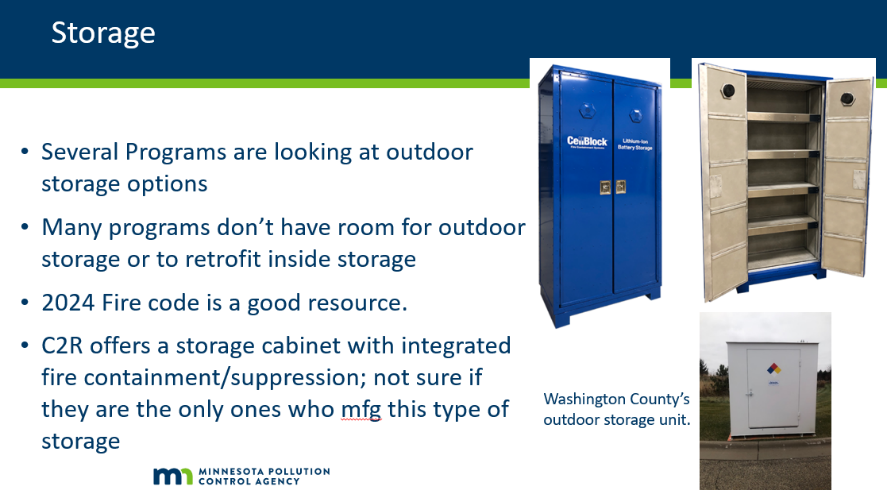 Storage
• Several Programs are looking at outdoor
storage options
• Many programs don’t have room for outdoor
storage or to retrofit inside storage
• 2024 Fire code is a good resource.
• C2R offers a storage cabinet with integrated
fire containment/suppression; not sure if
they are the only ones who mfg this type of
storage
CellBlock
Lithium-Ion
Battery Storage
Washington County’s
outdoor storage unit.
MINNESOTA POLLUTION
CONTROL AGENCY